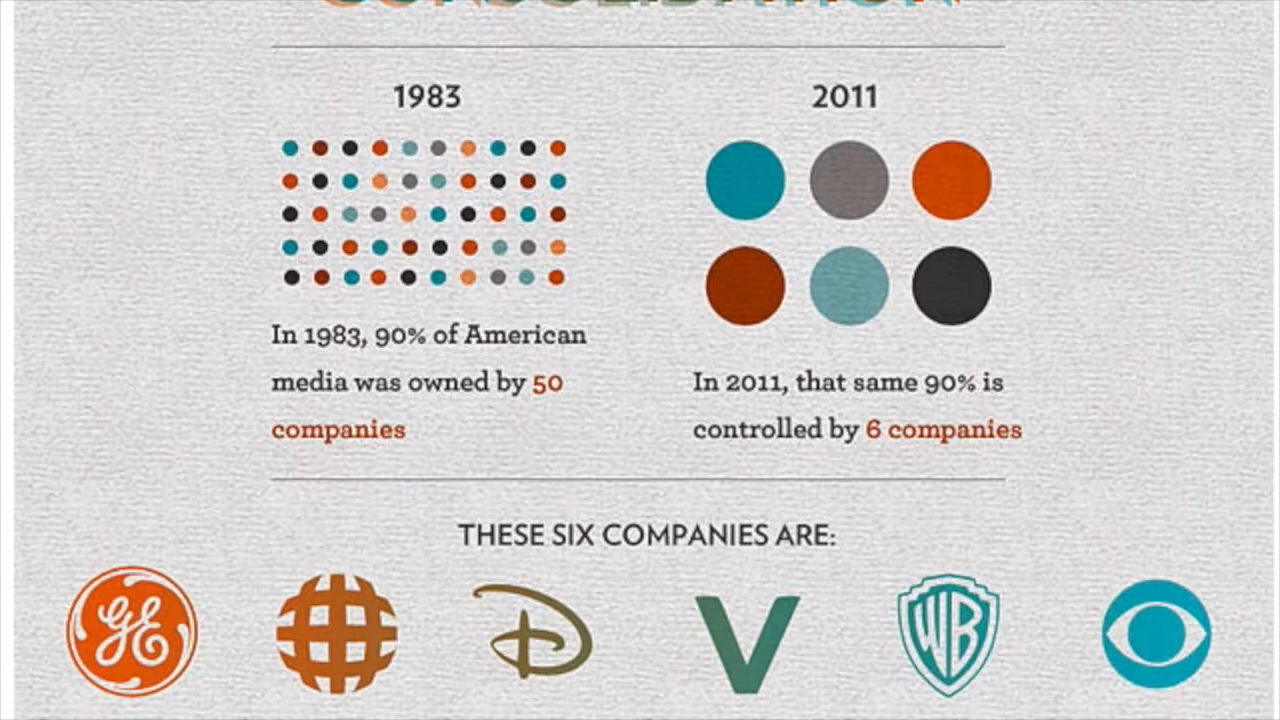 CONSOLIDATION
1983
2011
In 1983, 90% of American
media was owned by 50
companies
In 2011, that same 90% is
controlled by 6 companies
THESE SIX COMPANIES ARE:
GE
D
V
WB